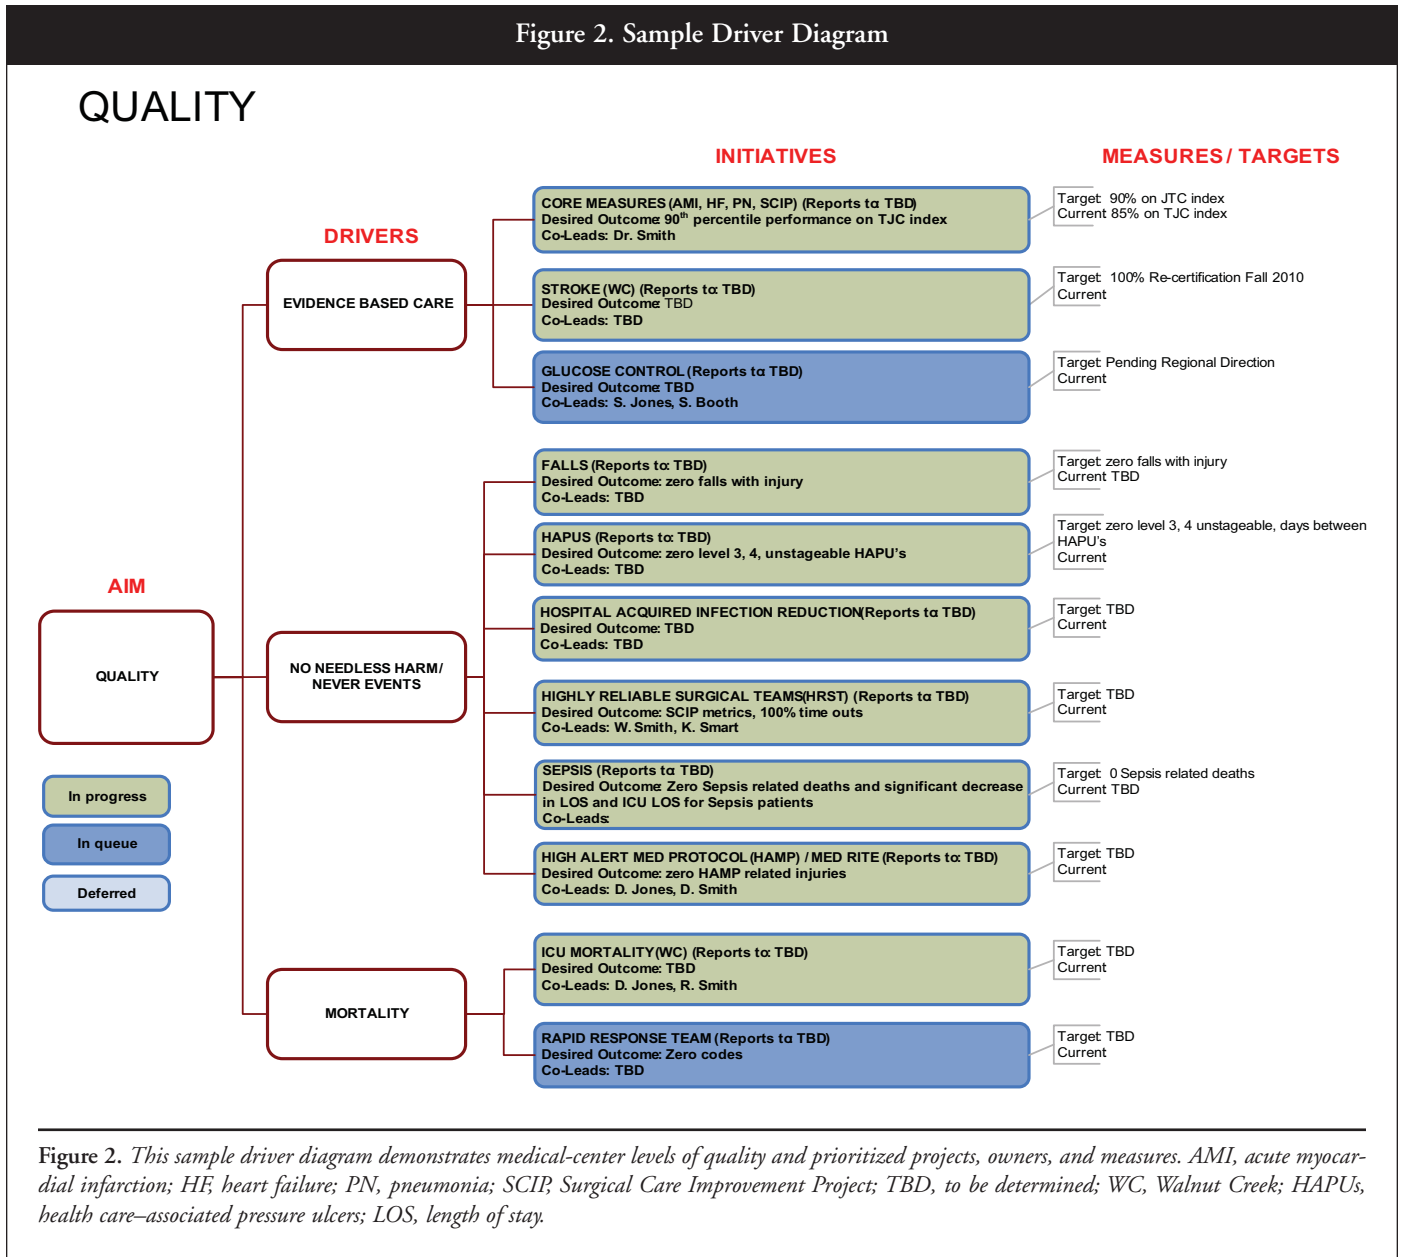 Figure 2. Sample Driver Diagram
QUALITY
INITIATIVES
MEASURES / TARGETS
DRIVERS
AIM
QUALITY
In progress
In queue
Deferred
EVIDENCE BASED CARE
CORE MEASURES (AMI, HF, PN, SCIP) (Reports to: TBD)
Desired Outcome: 90th percentile performance on TJC index
Co-Leads: Dr. Smith
Target: 90% on JTC index
Current 85% on TJC index
STROKE (WC) (Reports to: TBD)
Desired Outcome: TBD
Co-Leads: TBD
Target: 100% Re-certification Fall 2010
Current
GLUCOSE CONTROL (Reports to: TBD)
Desired Outcome: TBD
Co-Leads: S. Jones, S. Booth
Target: Pending Regional Direction
Current
NO NEEDLESS HARM/
NEVER EVENTS
FALLS (Reports to: TBD)
Desired Outcome: zero falls with injury
Co-Leads: TBD
Target: zero falls with injury
Current TBD
HAPUS (Reports to: TBD)
Desired Outcome: zero level 3, 4, unstageable HAPU's
Co-Leads: TBD
Target: zero level 3, 4 unstageable, days between
HAPU's
Current
HOSPITAL ACQUIRED INFECTION REDUCTION(Reports to: TBD)
Desired Outcome: TBD
Co-Leads: TBD
Target: TBD
Current
HIGHLY RELIABLE SURGICAL TEAMS(HRST) (Reports to: TBD)
Desired Outcome: SCIP metrics, 100% time outs
Co-Leads: W. Smith, K. Smart
Target: TBD
Current
SEPSIS (Reports to: TBD)
Desired Outcome: Zero Sepsis related deaths and significant decrease
in LOS and ICU LOS for Sepsis patients
Co-Leads:
Target: 0 Sepsis related deaths
Current TBD
HIGH ALERT MED PROTOCOL (HAMP) / MED RITE (Reports to: TBD)
Desired Outcome: zero HAMP related injuries
Co-Leads: D. Jones, D. Smith
Target: TBD
Current
MORTALITY
ICU MORTALITY(WC) (Reports to: TBD)
Desired Outcome: TBD
Co-Leads: D. Jones, R. Smith
Target: TBD
Current
RAPID RESPONSE TEAM (Reports to: TBD)
Desired Outcome: Zero codes
Co-Leads: TBD
Target: TBD
Current
Figure 2. This sample driver diagram demonstrates medical-center levels of quality and prioritized projects, owners, and measures. AMI, acute myocar-
dial infarction; HF, heart failure; PN, pneumonia; SCIP, Surgical Care Improvement Project; TBD, to be determined; WC, Walnut Creek; HAPUs,
health care–associated pressure ulcers; LOS, length of stay.